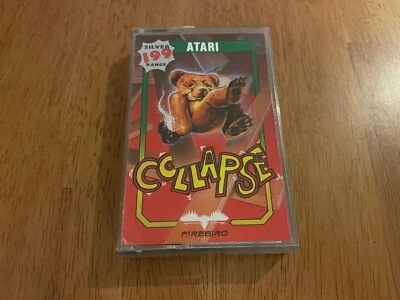 SILVER
199
RANGE
ATARI
COLLAPSE
FIREBIRD